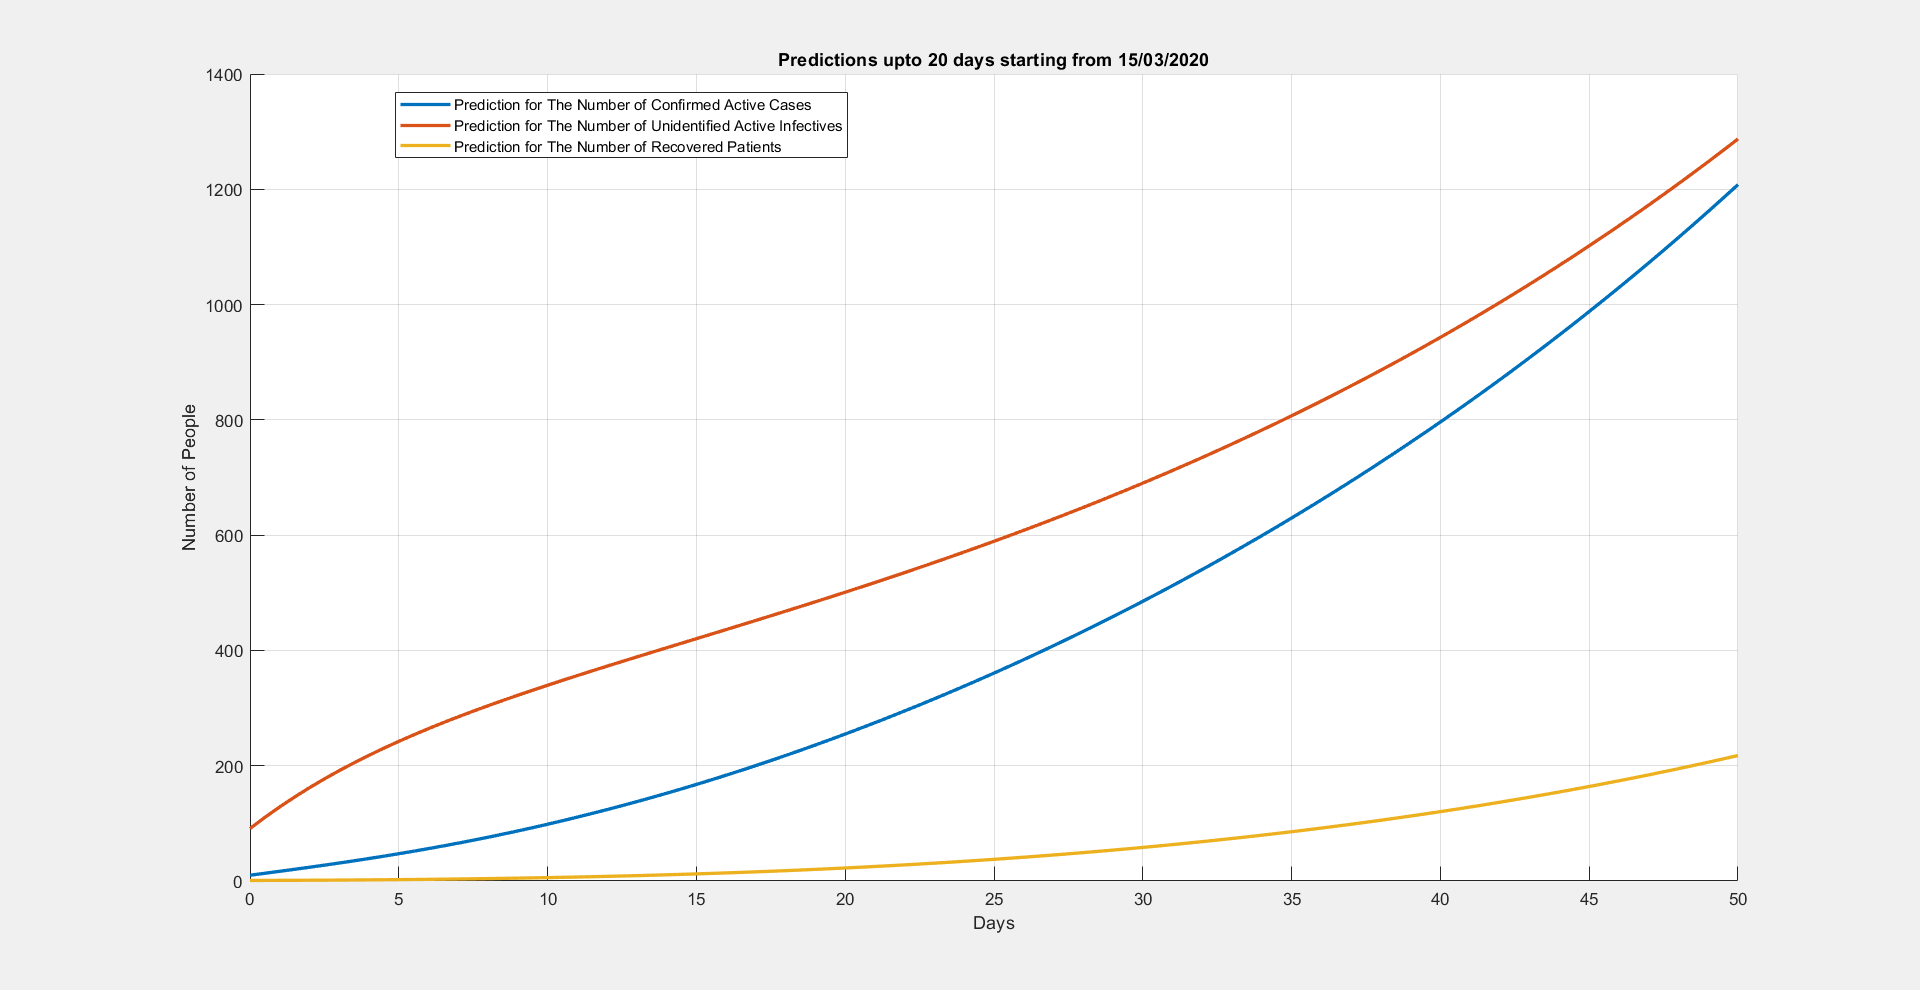 Predictions upto 20 days starting from 15/03/2020
Prediction for The Number of Confirmed Active Cases
Prediction for The Number of Unidentified Active Infectives
Prediction for The Number of Recovered Patients
1400
1200
1000
800
600
400
200
0
Number of People
0 5 10 15 20 25 30 35 40 45 50
Days